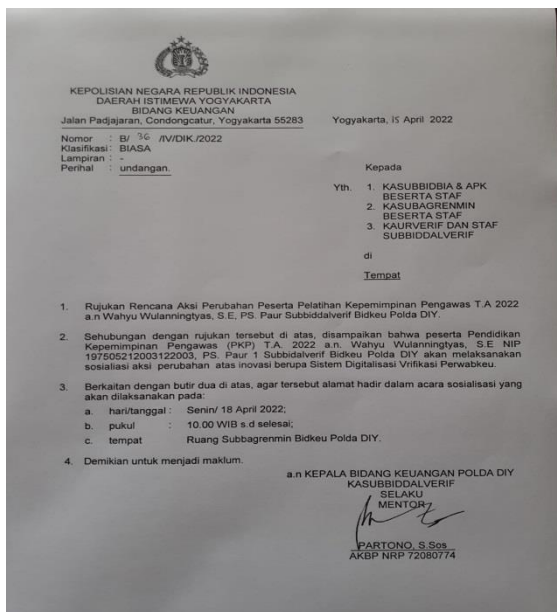 KEPOLISIAN NEGARA REPUBLIK INDONESIA
DAERAH ISTIMEWA YOGYAKARTA
BIDANG KEUANGAN
Jalan Padjajaran, Condongcatur, Yogyakarta 55283
Yogyakarta, 15 April 2022
Nomor : B/ 36 /IV/DIK./2022
Klasifikasi : BIASA
Lampiran : -
Perihal : undangan.
Kepada
Yth. 1. KASUBBIDBIA & APK
BESERTA STAF
2. KASUBAGRENMIN
BESERTA STAF
3. KAURVERIF DAN STAF
SUBBIDDALVERIF
di
Tempat
1. Rujukan Rencana Aksi Perubahan Peserta Pelatihan Kepemimpinan Pengawas T.A 2022
a.n Wahyu Wulanningtyas, S.E, PS. Paur Subbiddalverif Bidkeu Polda DIY.
2. Sehubungan dengan rujukan tersebut di atas, disampaikan bahwa peserta Pendidikan
Kepemimpinan Pengawas (PKP) T.A. 2022 a.n. Wahyu Wulanningtyas, S.E NIP
197505212003122003, PS. Paur 1 Subbidalverif Bidkeu Polda DIY akan melaksanakan
sosialiasi aksi perubahan atas inovasi berupa Sistem Digitalisasi Vrifikasi Perwabkeu.
3. Berkaitan dengan butir dua di atas, agar tersebut alamat hadir dalam acara sosialisasi yang
akan dilaksanakan pada:
a. hari/tanggal : Senin/ 18 April 2022;
b. pukul : 10.00 WIB s.d selesai;
c. tempat Ruang Subbagrenmin Bidkeu Polda DIY.
4. Demikian untuk menjadi maklum.
a.n KEPALA BIDANG KEUANGAN POLDA DIY
KASUBBIDDALVERIF
SELAKU
MENTOR
PARTONO, S.Sos
AKBP NRP 72080774